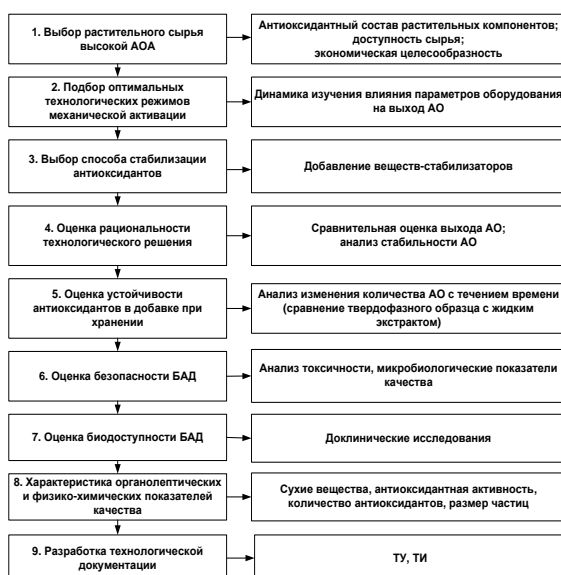 1. Выбор растительного сырья
высокой АОА
Антиоксидантный состав растительных компонентов;
доступность сырья;
экономическая целесообразность
2. Подбор оптимальных
технологических режимов
механической активации
Динамика изучения влияния параметров оборудования
на выход АО
3. Выбор способа стабилизации
антиоксидантов
Добавление веществ-стабилизаторов
4. Оценка рациональности
технологического решения
Сравнительная оценка выхода АО;
анализ стабильности АО
5. Оценка устойчивости
антиоксидантов в добавке при
хранении
Анализ изменения количества АО с течением времени
(сравнение твердофазного образца с жидким
экстрактом)
6. Оценка безопасности БАД
Анализ токсичности, микробиологические показатели
качества
7. Оценка биодоступности БАД
Доклинические исследования
8. Характеристика органолептических
и физико-химических показателей
качества
Сухие вещества, антиоксидантная активность,
количество антиоксидантов, размер частиц
9. Разработка технологической
документации
ТУ, ТИ